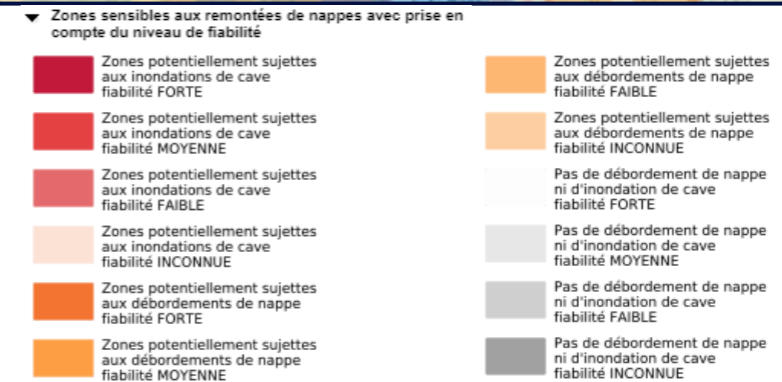 Zones sensibles aux remontées de nappes avec prise en
compte du niveau de fiabilité
Zones potentiellement sujettes
aux inondations de cave
fiabilité FORTE
Zones potentiellement sujettes
aux inondations de cave
fiabilité MOYENNE
Zones potentiellement sujettes
aux inondations de cave
fiabilité FAIBLE
Zones potentiellement sujettes
aux inondations de cave
fiabilité INCONNUE
Zones potentiellement sujettes
aux débordements de nappe
fiabilité FORTE
Zones potentiellement sujettes
aux débordements de nappe
fiabilité MOYENNE
Zones potentiellement sujettes
aux débordements de nappe
fiabilité FAIBLE
Zones potentiellement sujettes
aux débordements de nappe
fiabilité INCONNUE
Pas de débordement de nappe
ni d'inondation de cave
fiabilité FORTE
Pas de débordement de nappe
ni d'inondation de cave
fiabilité MOYENNE
Pas de débordement de nappe
ni d'inondation de cave
fiabilité FAIBLE
Pas de débordement de nappe
ni d'inondation de cave
fiabilité INCONNUE